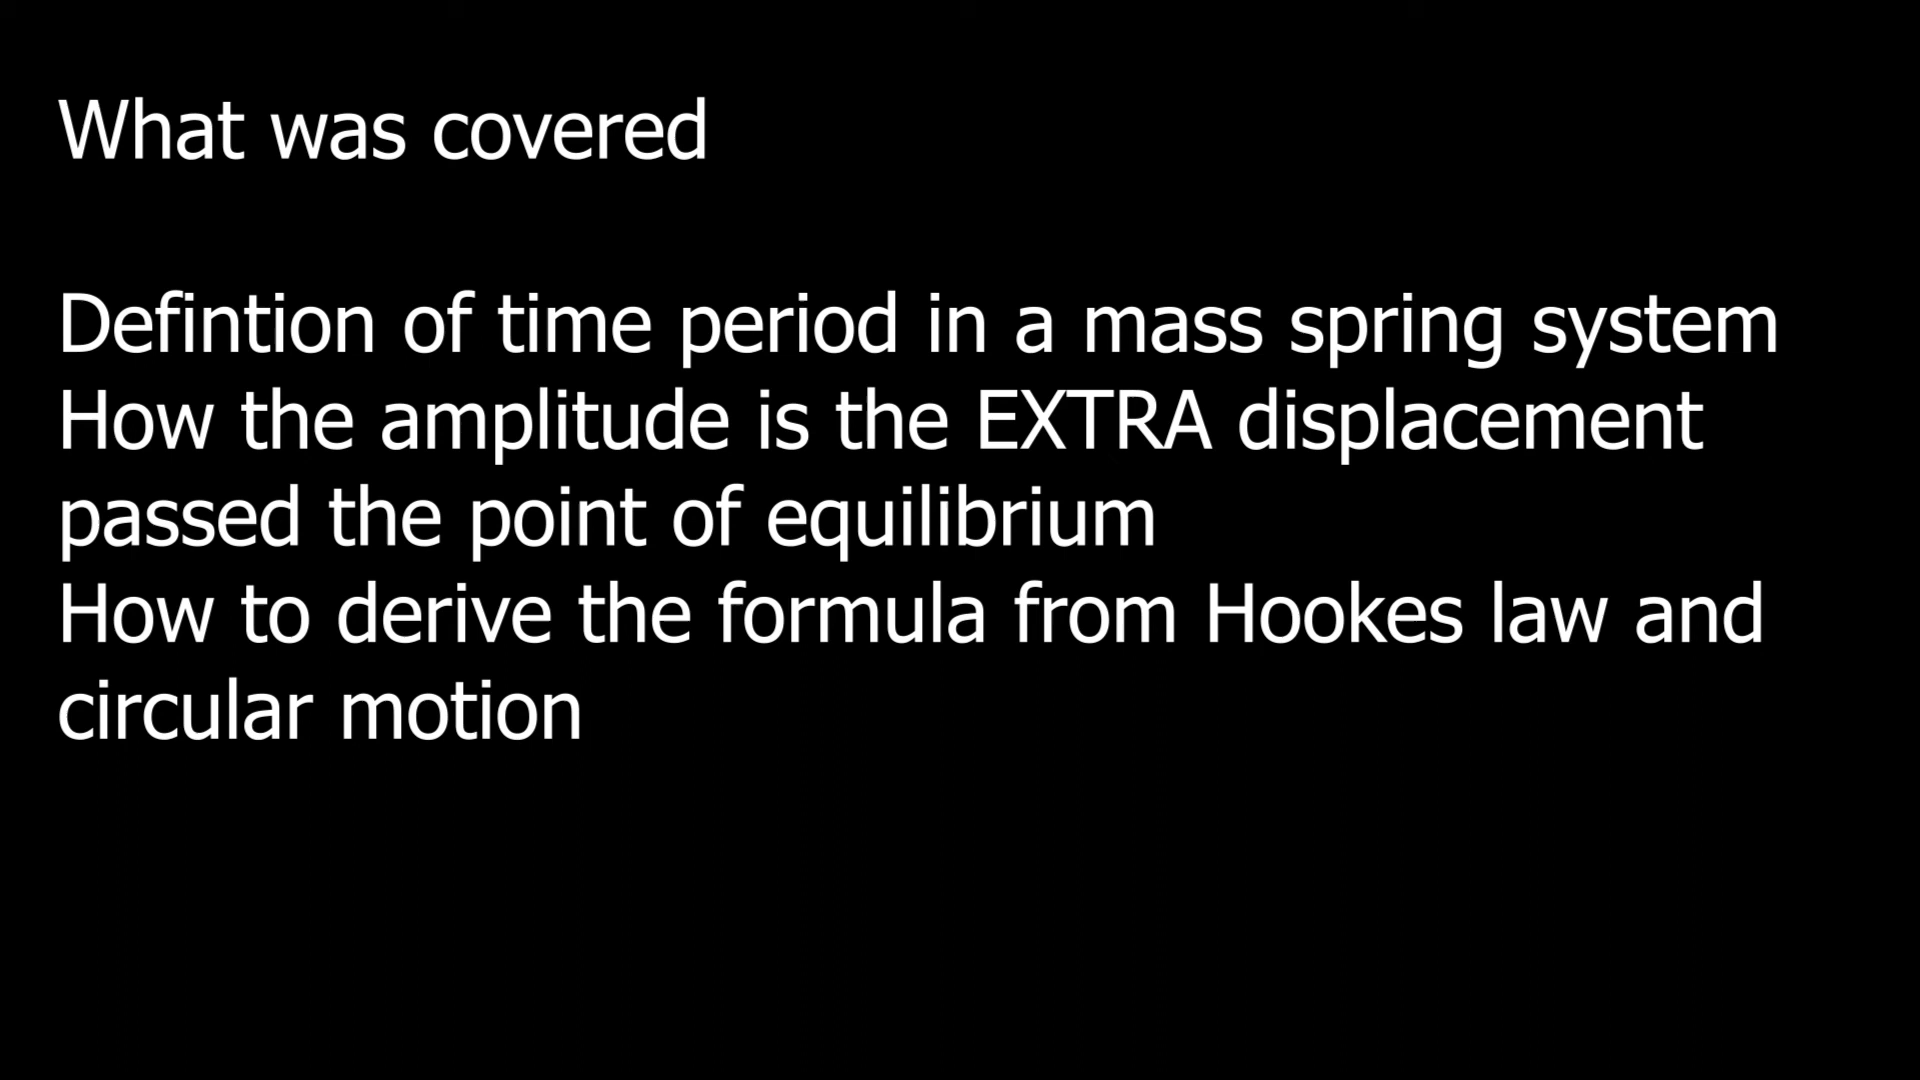 What was covered
Defintion of time period in a mass spring system
How the amplitude is the EXTRA displacement
passed the point of equilibrium
How to derive the formula from Hookes law and
circular motion